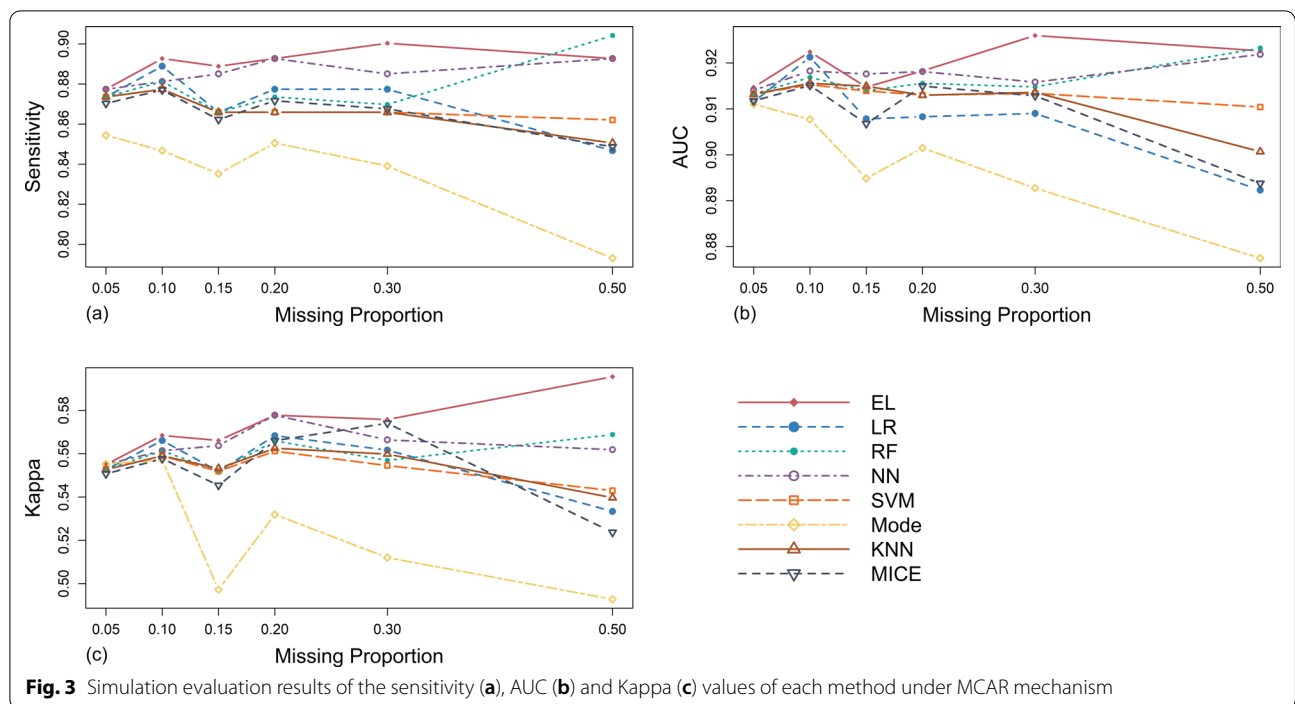 0.90
0.88
0.86
0.84
0.82
0.80
Sensitivity
0.05 0.10 0.15 0.20 0.30 0.50
(a) Missing Proportion
0.92
0.91
0.90
0.89
0.88
AUC
0.05 0.10 0.15 0.20 0.30 0.50
(b) Missing Proportion
0.58
0.56
0.54
0.52
0.50
Kappa
0.05 0.10 0.15 0.20 0.30 0.50
(c) Missing Proportion
EL
LR
RF
NN
SVM
Mode
KNN
MICE
Fig. 3 Simulation evaluation results of the sensitivity (a), AUC (b) and Kappa (c) values of each method under MCAR mechanism